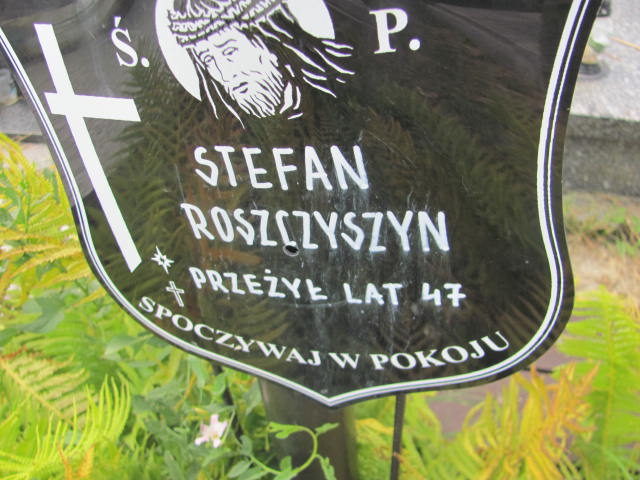 Ś. P.
STEFAN
ROSZCZYSZYN
PRZEŻYŁ LAT 47
SPOCZYWAJ W POKOJU